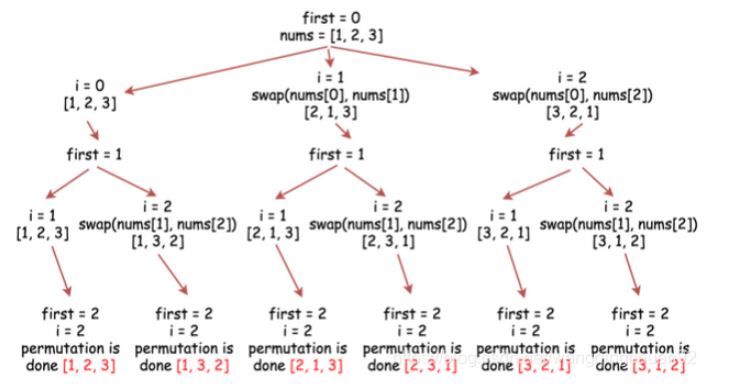 first = 0
nums = [1, 2, 3]
i = 0
[1, 2, 3]
i = 1
swap(nums[0], nums[1])
[2, 1, 3]
i = 2
swap(nums[0], nums[2])
[3, 2, 1]
first = 1
first = 1
first = 1
i = 1
[1, 2, 3]
i = 2
swap(nums[1], nums[2])
[1, 3, 2]
i = 1
[2, 1, 3]
i = 2
swap(nums[1], nums[2])
[2, 3, 1]
i = 1
[3, 2, 1]
i = 2
swap(nums[1], nums[2])
[3, 1, 2]
first = 2
i = 2
permutation is
done [1, 2, 3]
first = 2
i = 2
permutation is
done [1, 3, 2]
first = 2
i = 2
permutation is
done [2, 1, 3]
first = 2
i = 2
permutation is
done [2, 3, 1]
first = 2
i = 2
permutation is
done [3, 2, 1]
first = 2
i = 2
permutation is
done [3, 1, 2]